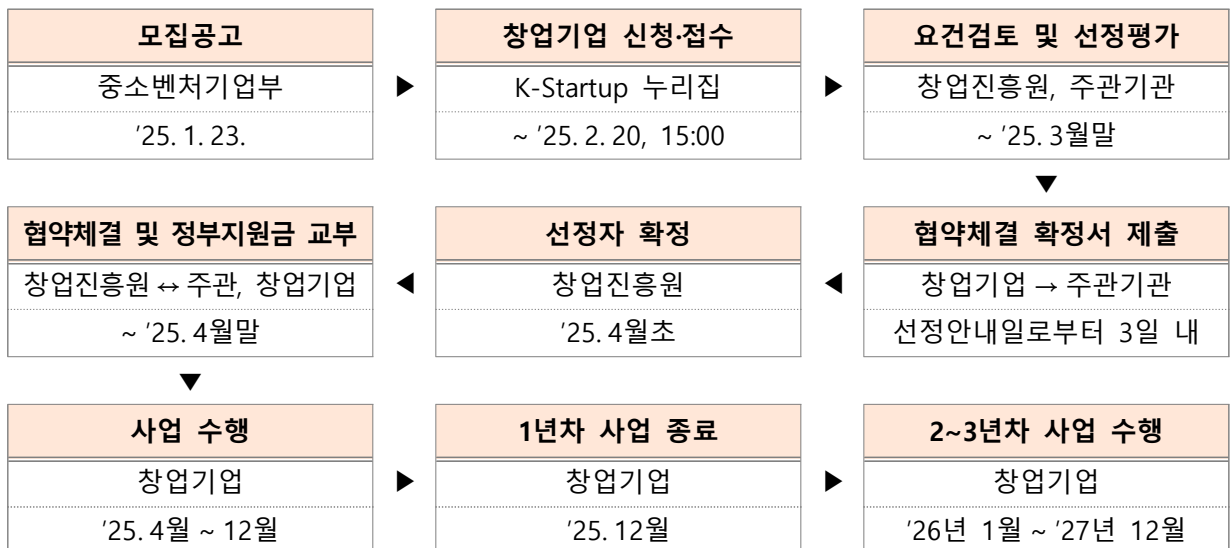 모집공고 창업기업 신청·접수 요건검토 및 선정평가
중소벤처기업부 ▶ K-Startup 누리집 ▶ 창업진흥원, 주관기관
'25. 1. 23. ~ '25. 2. 20, 15:00 ~ '25. 3월말
▼
협약체결 및 정부지원금 교부 선정자 확정 협약체결 확정서 제출
창업진흥원 ↔ 주관, 창업기업 ◀ 창업진흥원 ◀ 창업기업 → 주관기관
~ '25. 4월말 '25. 4월초 선정안내일로부터 3일 내
▼
사업 수행 1년차 사업 종료 2~3년차 사업 수행
창업기업 ▶ 창업기업 ▶ 창업기업
'25. 4월 ~ 12월 '25. 12월 '26년 1월 ~ '27년 12월